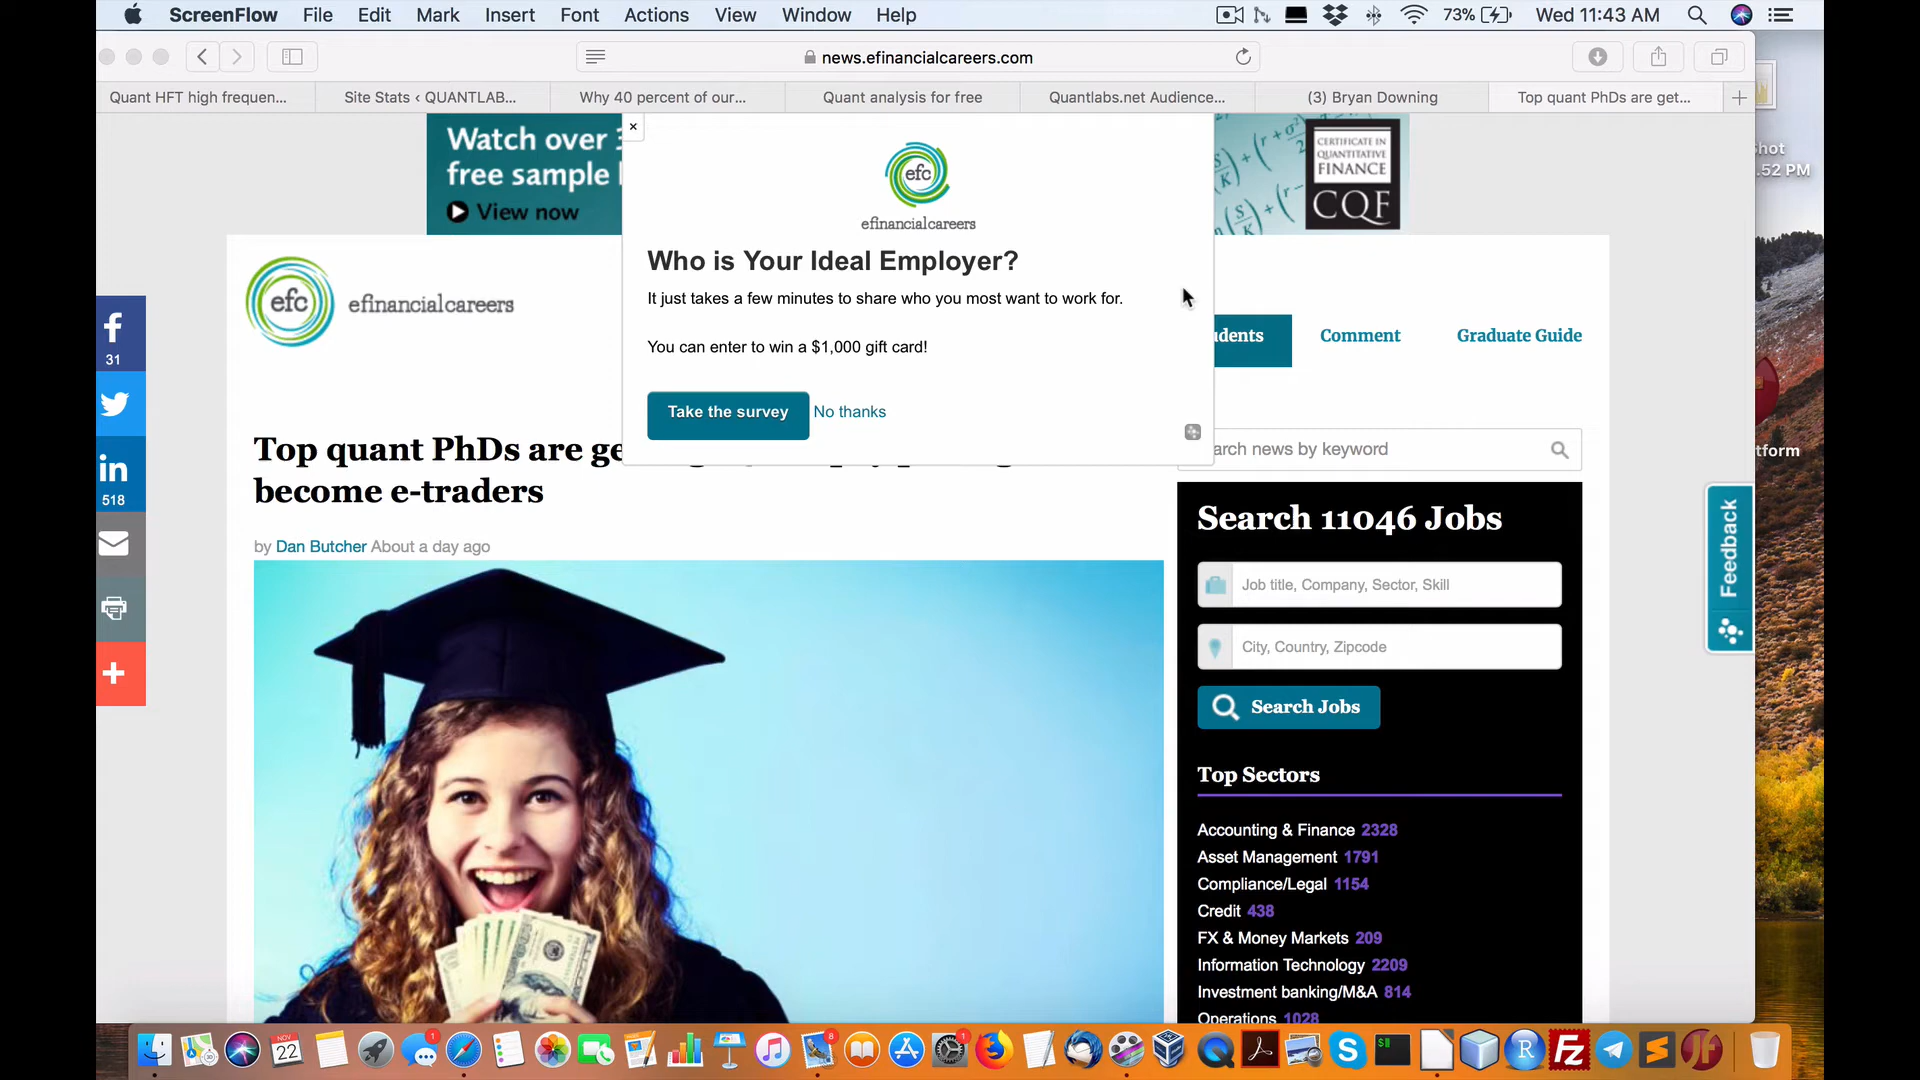 ScreenFlow File Edit Mark Insert Font Actions View Window Help 73% Wed 11:43 AM
news.efinancialcareers.com
Quant HFT high frequen... Site Stats ‹ QUANTLAB... Why 40 percent of our... Quant analysis for free Quantlabs.net Audience... (3) Bryan Downing Top quant PhDs are get...
Watch over
free sample
View now
×
efc
efinancialcareers
CERTIFICATE IN
QUANTITATIVE
FINANCE
CQF
.52 PM
Who is Your Ideal Employer?
It just takes a few minutes to share who you most want to work for.
You can enter to win a $1,000 gift card!
Take the survey No thanks
efc efinancialcareers
Comment Graduate Guide
31
518
Top quant PhDs are
become e-traders
by Dan Butcher About a day ago
news by keyword
Search 11046 Jobs
Job title, Company, Sector, Skill
City, Country, Zipcode
Search Jobs
Top Sectors
Accounting & Finance 2328
Asset Management 1791
Compliance/Legal 1154
Credit 438
FX & Money Markets 209
Information Technology 2209
Investment banking/M&A 814
Operations 1028
Feedback
NOV
22
1
8
1